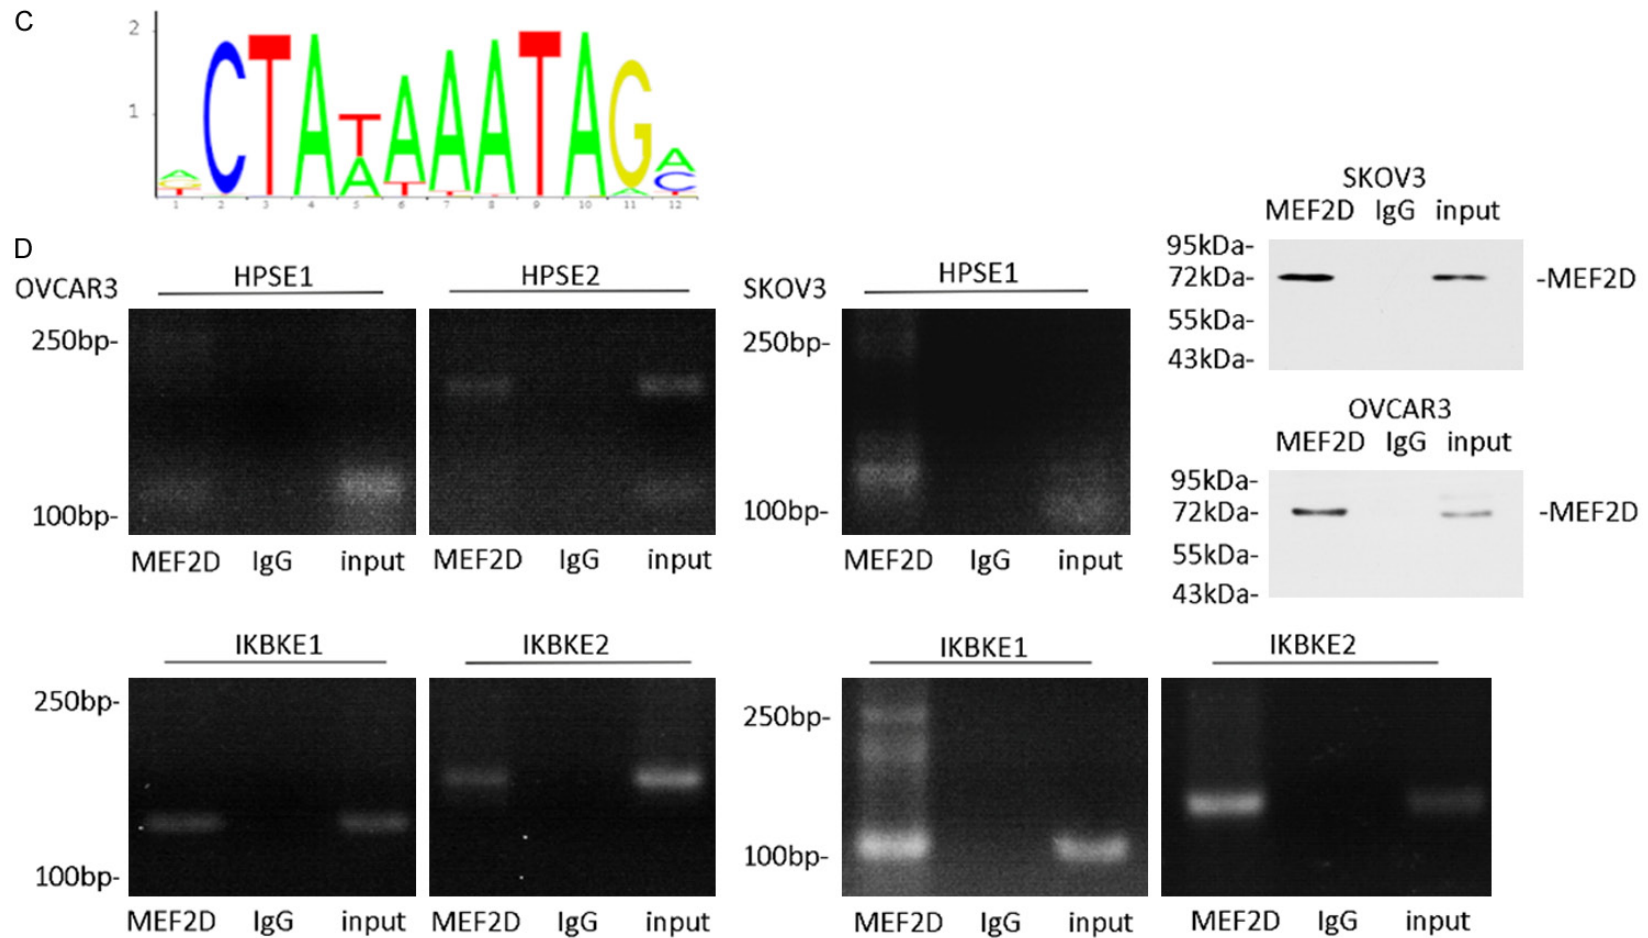 C
2
1
CTATAAATAG
A
A
C
1 2 3 4 5 6 7 8 9 10 11 12
SKOV3
MEF2D IgG input
95kDa-
72kDa- -MEF2D
55kDa-
43kDa-
OVCAR3
MEF2D IgG input
95kDa-
72kDa- -MEF2D
55kDa-
43kDa-
D
OVCAR3 HPSE1 HPSE2
250bp-
100bp-
MEF2D IgG input MEF2D IgG input
SKOV3 HPSE1
250bp-
100bp-
MEF2D IgG input
IKBKE1 IKBKE2
250bp-
100bp-
MEF2D IgG input MEF2D IgG input
IKBKE1 IKBKE2
250bp-
100bp-
MEF2D IgG input MEF2D IgG input